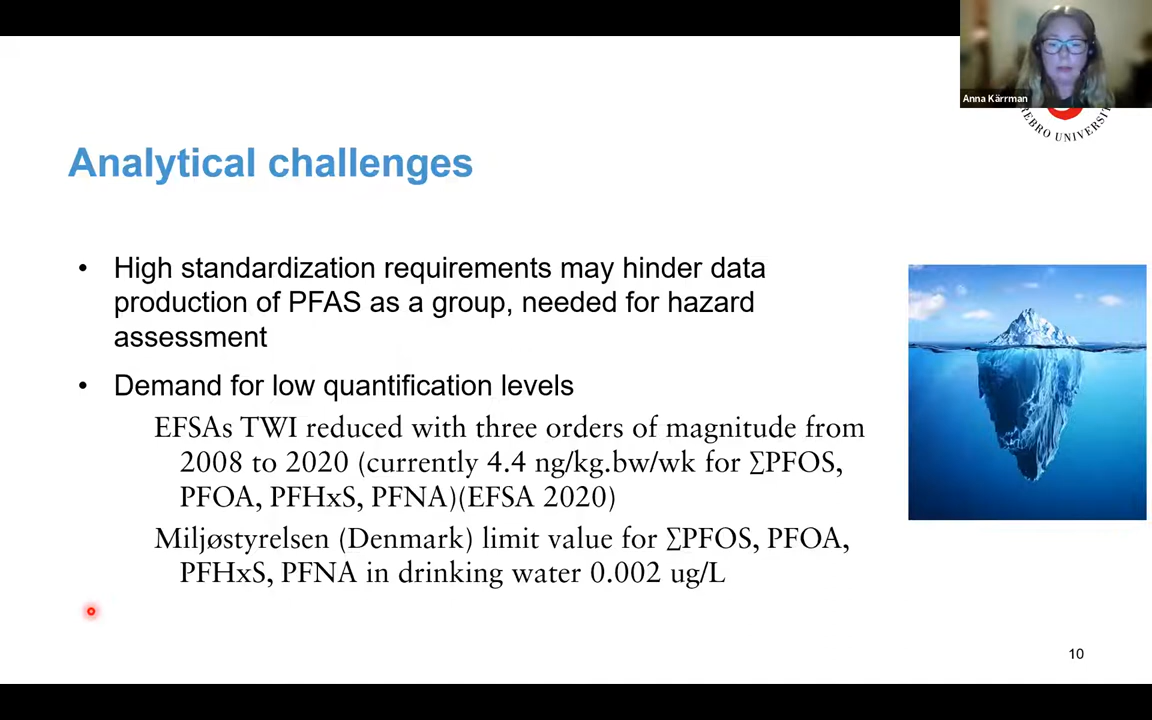 Anna Kärrman
REBRO UNIVERSIT
Analytical challenges
• High standardization requirements may hinder data
production of PFAS as a group, needed for hazard
assessment
• Demand for low quantification levels
EFSAs TWI reduced with three orders of magnitude from
2008 to 2020 (currently 4.4 ng/kg.bw/wk for ∑PFOS,
PFOA, PFHxS, PFNA)(EFSA 2020)
Miljøstyrelsen (Denmark) limit value for ∑PFOS, PFOA,
PFHxS, PFNA in drinking water 0.002 ug/L
10